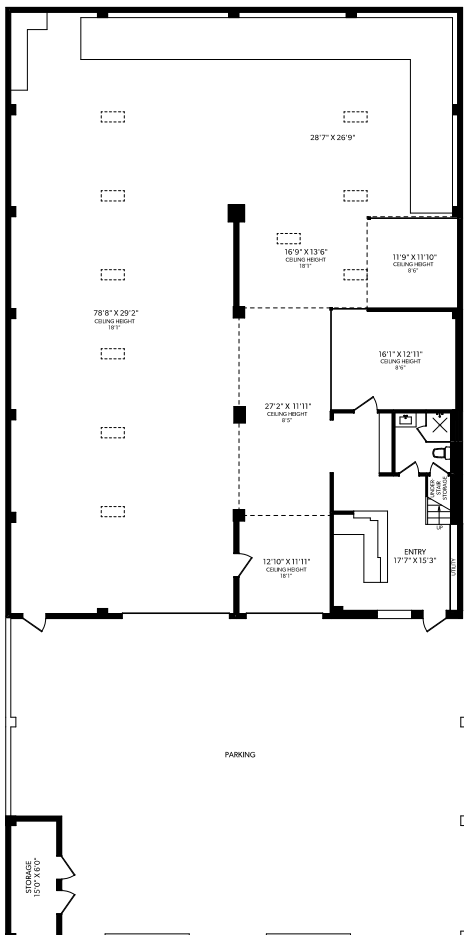 28'7" X 26'9"
16'9" X 13'6"
CEILING HEIGHT
18'1"
11'9" X 11'10"
CEILING HEIGHT
8'6"
78'8" X 29'2"
CEILING HEIGHT
18'1"
16'1" X 12'11"
CEILING HEIGHT
8'6"
27'2" X 11'11"
CEILING HEIGHT
8'5"
UNDER-
STAIR
STORAGE
UP
12'10" X 11'11"
CEILING HEIGHT
18'1"
ENTRY
17'7" X 15'3"
UTILITY
PARKING
STORAGE
15'0" X 6'0"